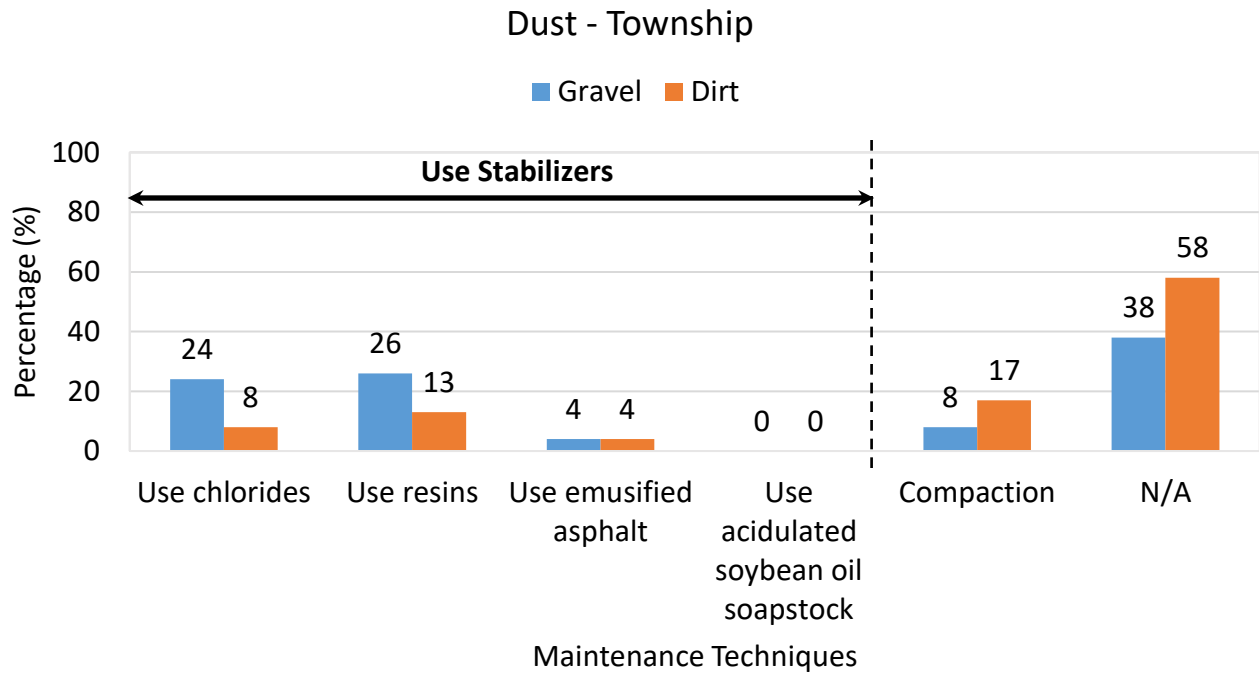 Dust - Township
Gravel Dirt
Percentage (%)
100
80
60
40
20
0
Use Stabilizers
24
8
26
13
4
4
0
0
8
17
38
58
Use chlorides
Use resins
Use emusified
asphalt
Use
acidulated
soybean oil
soapstock
Compaction
N/A
Maintenance Techniques